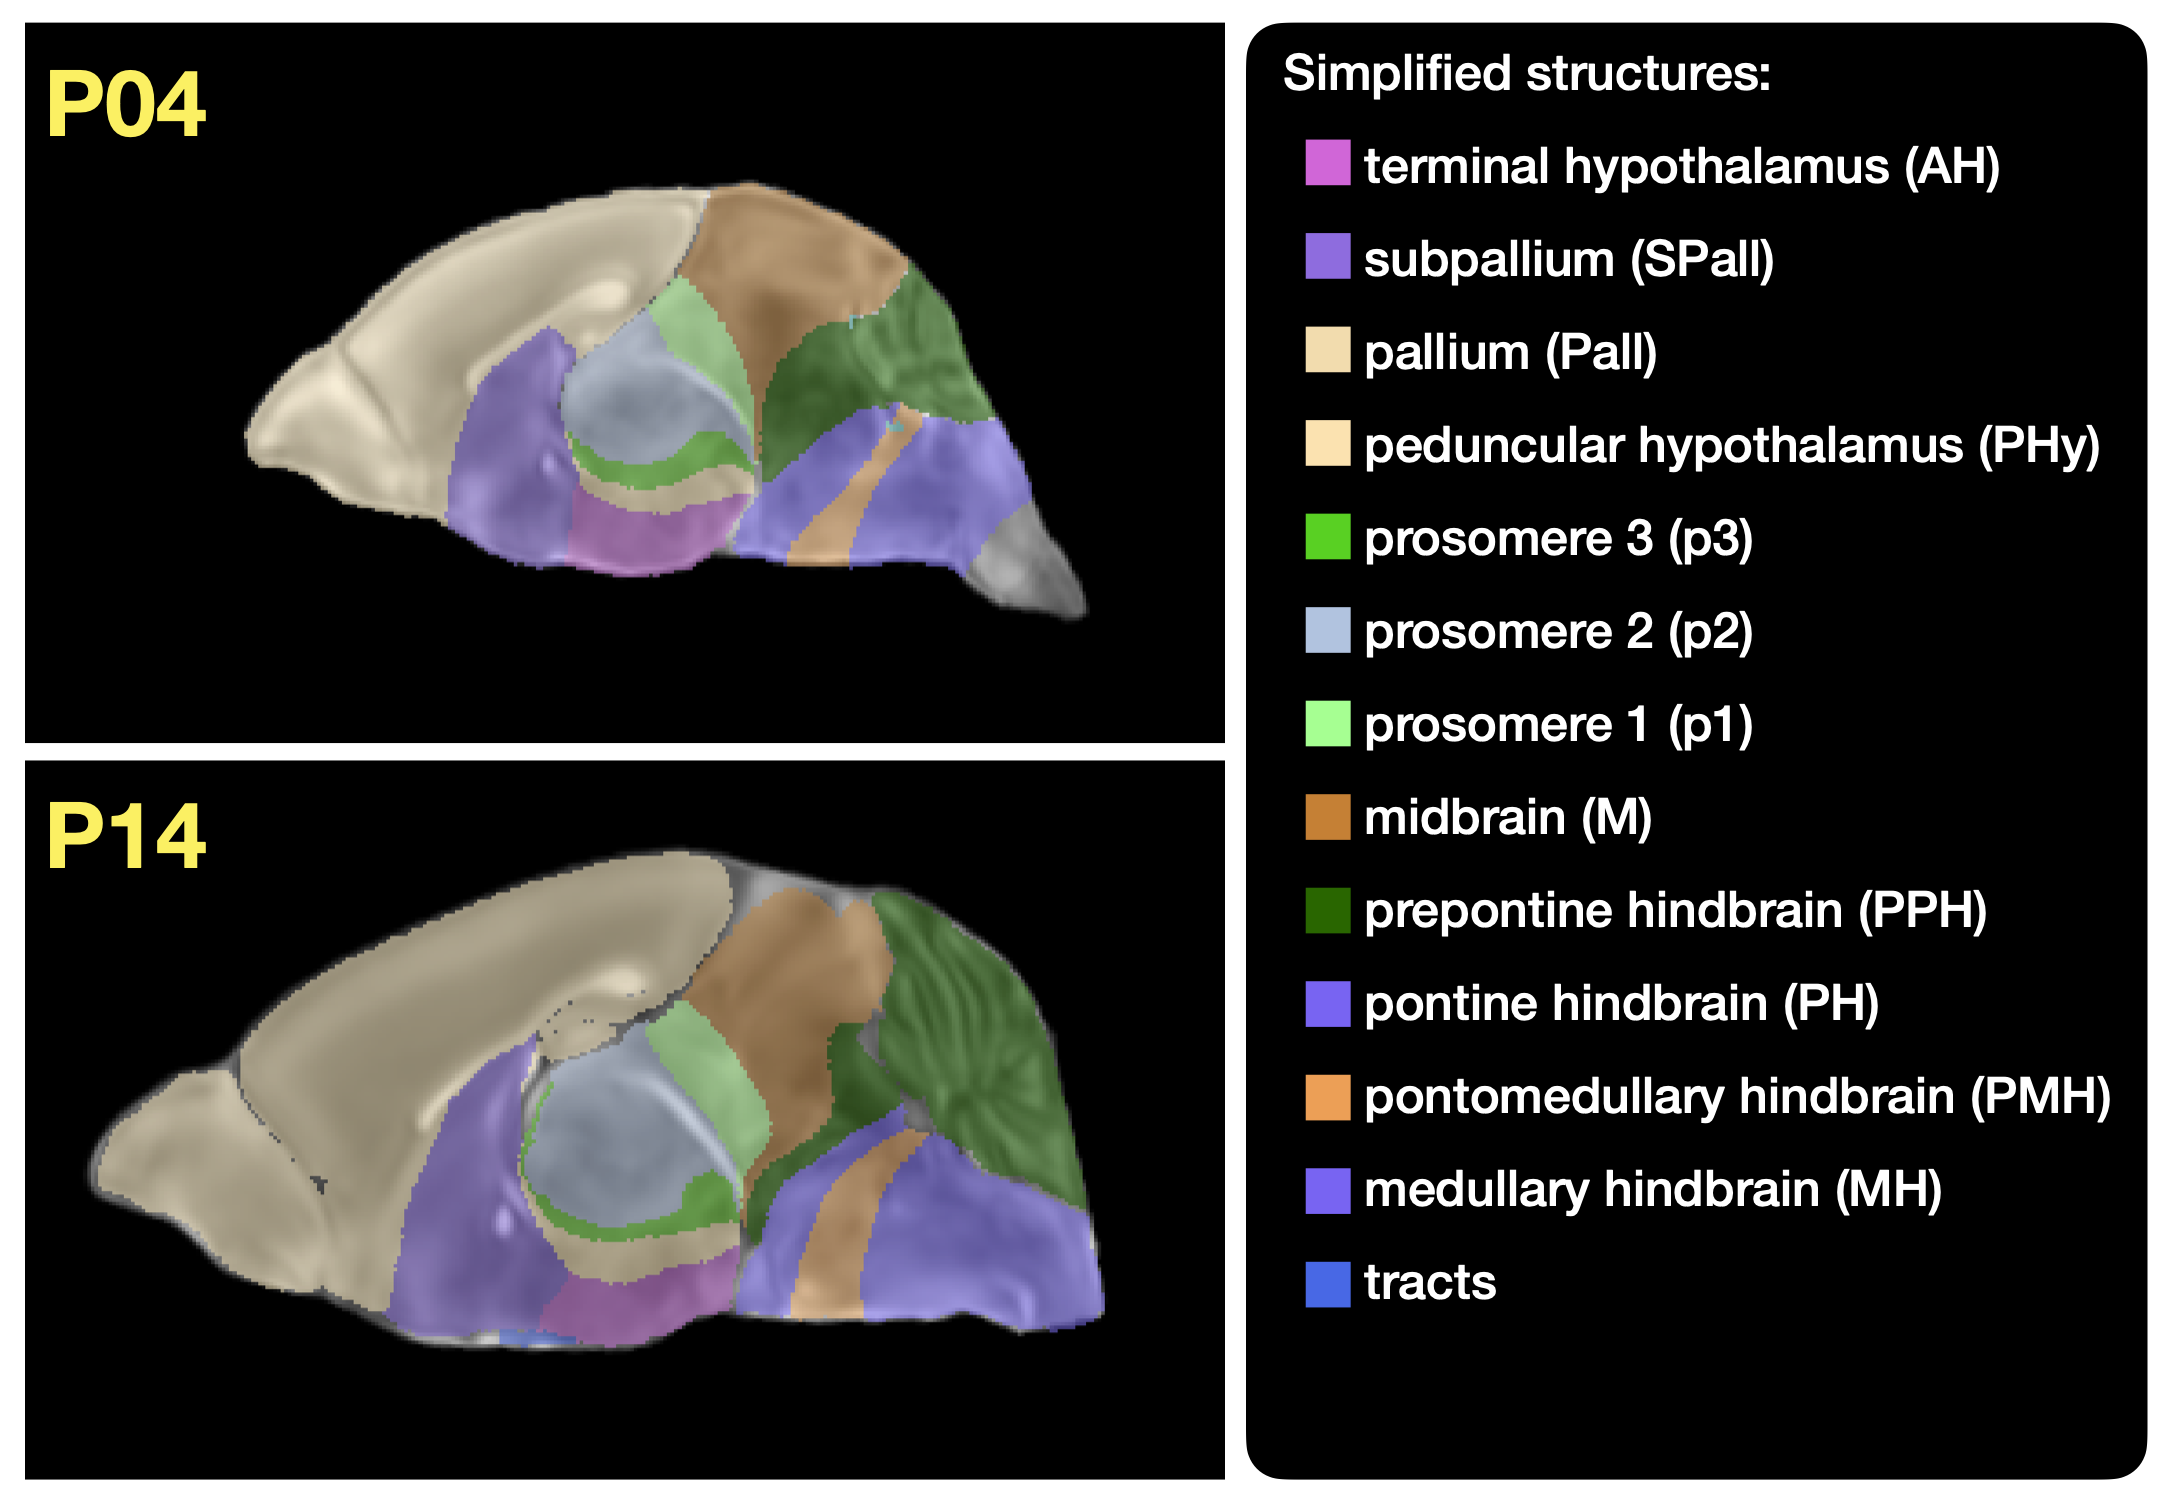 P04
P14
Simplified structures:
terminal hypothalamus (AH)
subpallium (SPall)
pallium (Pall)
peduncular hypothalamus (PHy)
prosomere 3 (p3)
prosomere 2 (p2)
prosomere 1 (p1)
midbrain (M)
prepontine hindbrain (PPH)
pontine hindbrain (PH)
pontomedullary hindbrain (PMH)
medullary hindbrain (MH)
tracts